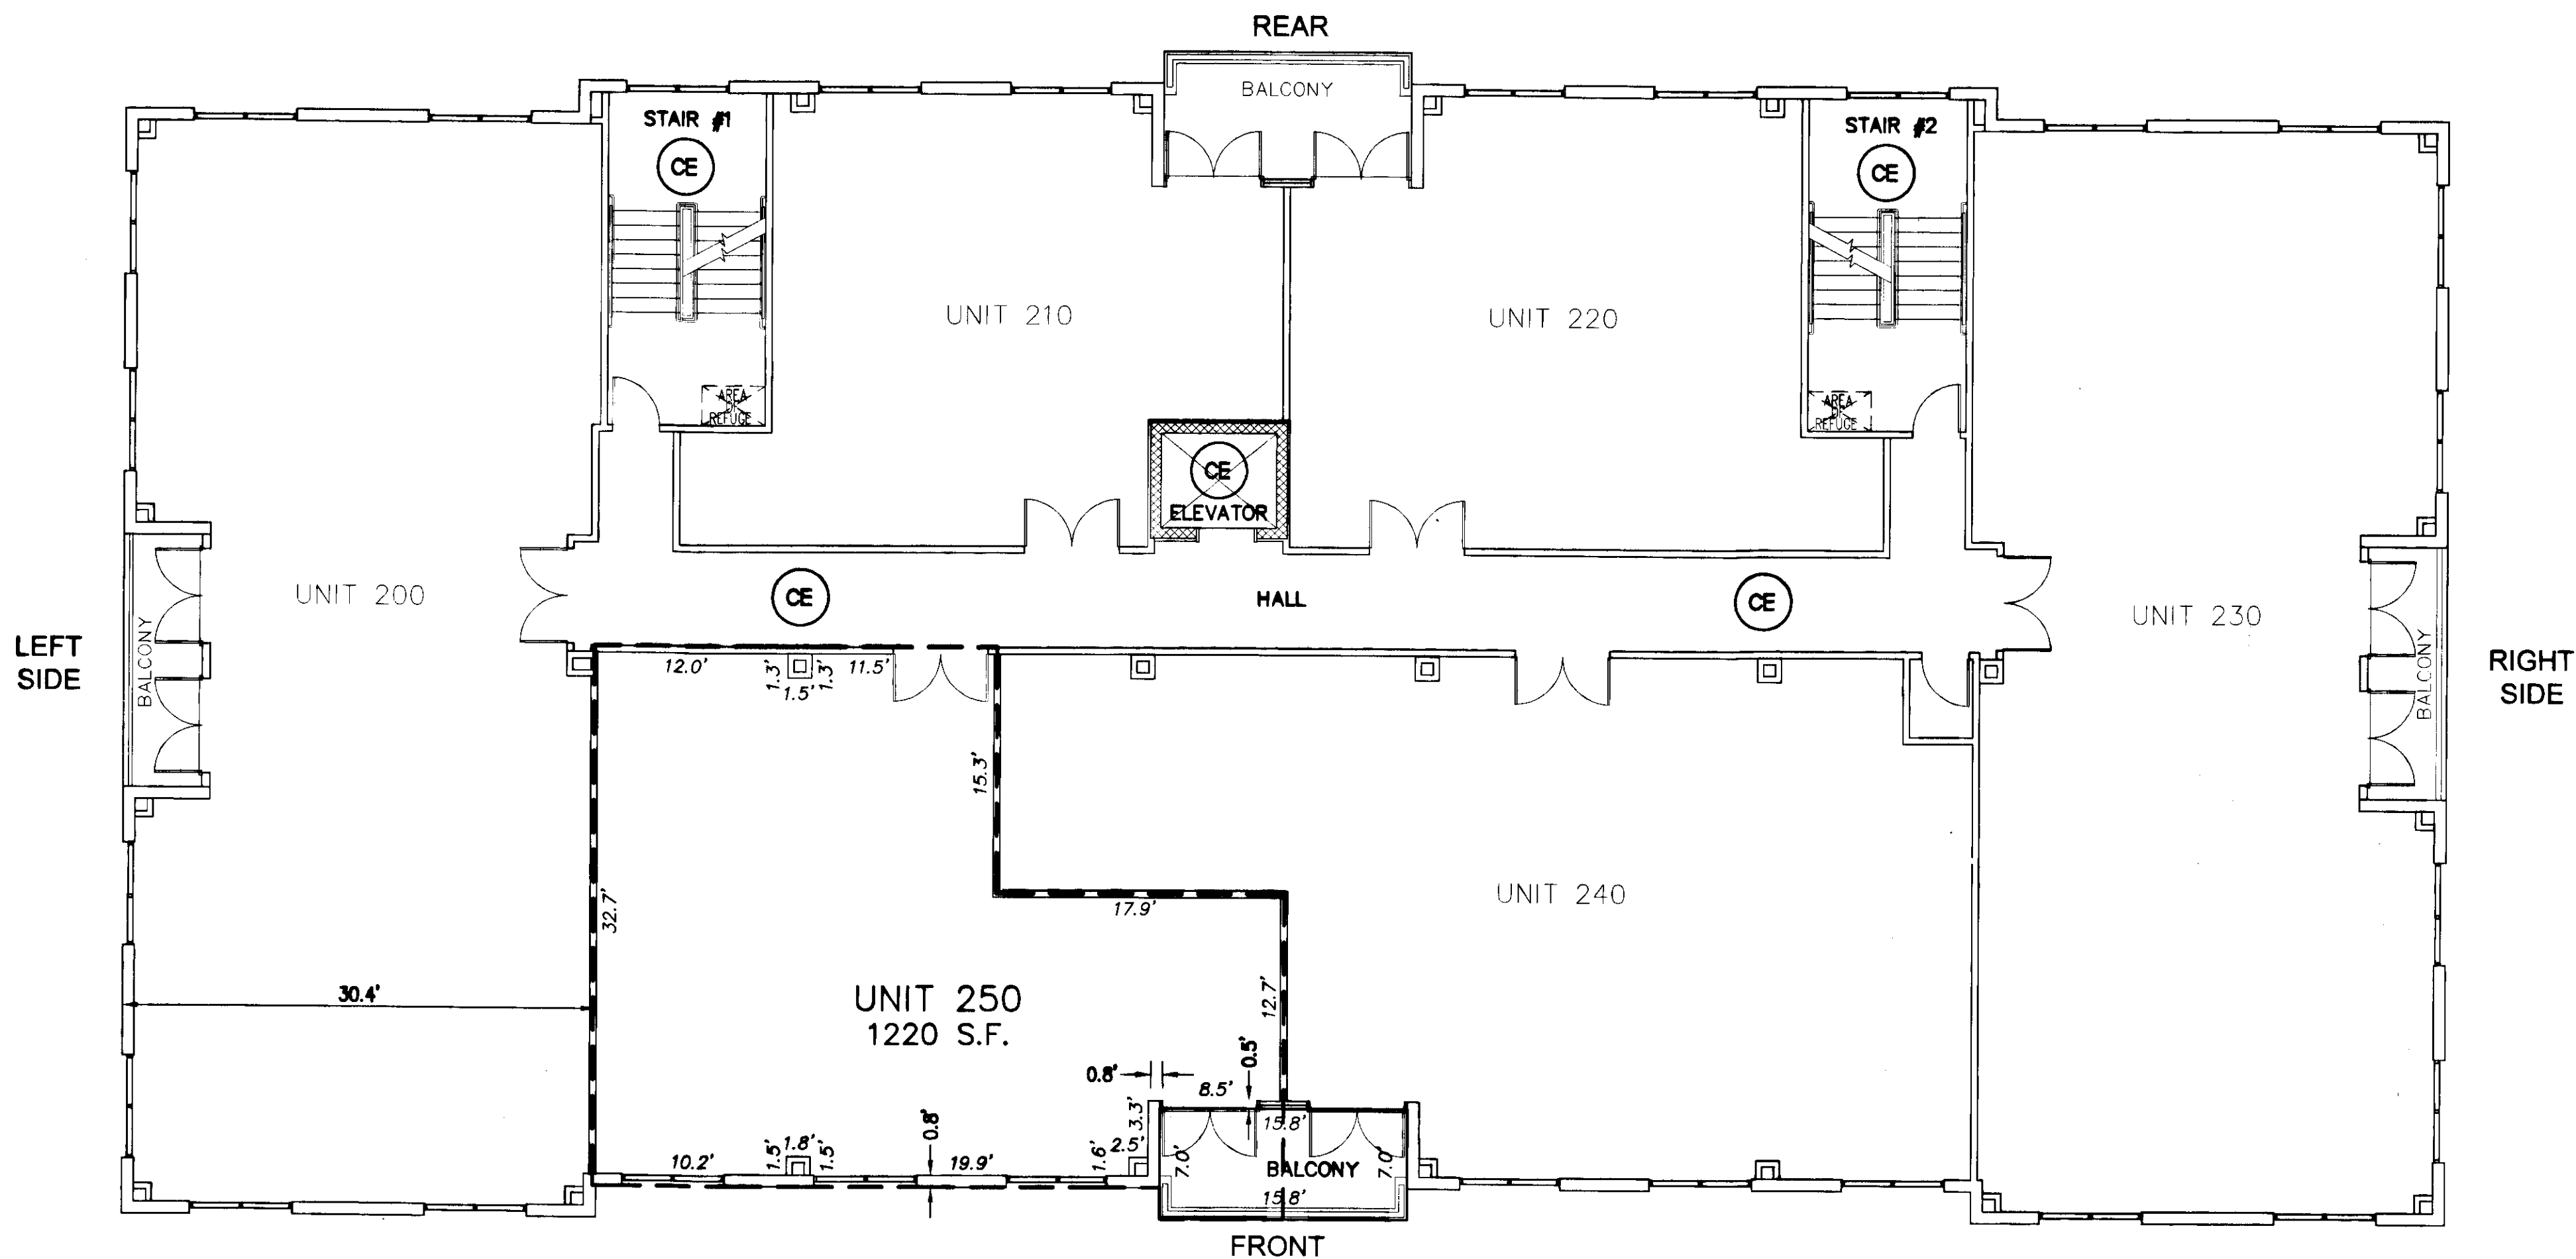 REAR
BALCONY
STAIR #1
CE
STAIR #2
CE
UNIT 210
UNIT 220
AREA
OF
REFUGE
AREA
OF
REFUGE
CE
ELEVATOR
UNIT 200
CE
HALL
CE
UNIT 230
LEFT
SIDE
BALCONY
RIGHT
SIDE
BALCONY
12.0'
1.3'
1.5'
1.3'
11.5'
15.3'
32.7'
17.9'
UNIT 240
30.4'
UNIT 250
1220 S.F.
12.7'
0.8'
8.5'
0.5'
3.3'
15.8'
10.2'
1.5'
1.8'
1.5'
0.8'
19.9'
1.6'
2.5'
7.0'
BALCONY
7.0'
15.8'
FRONT